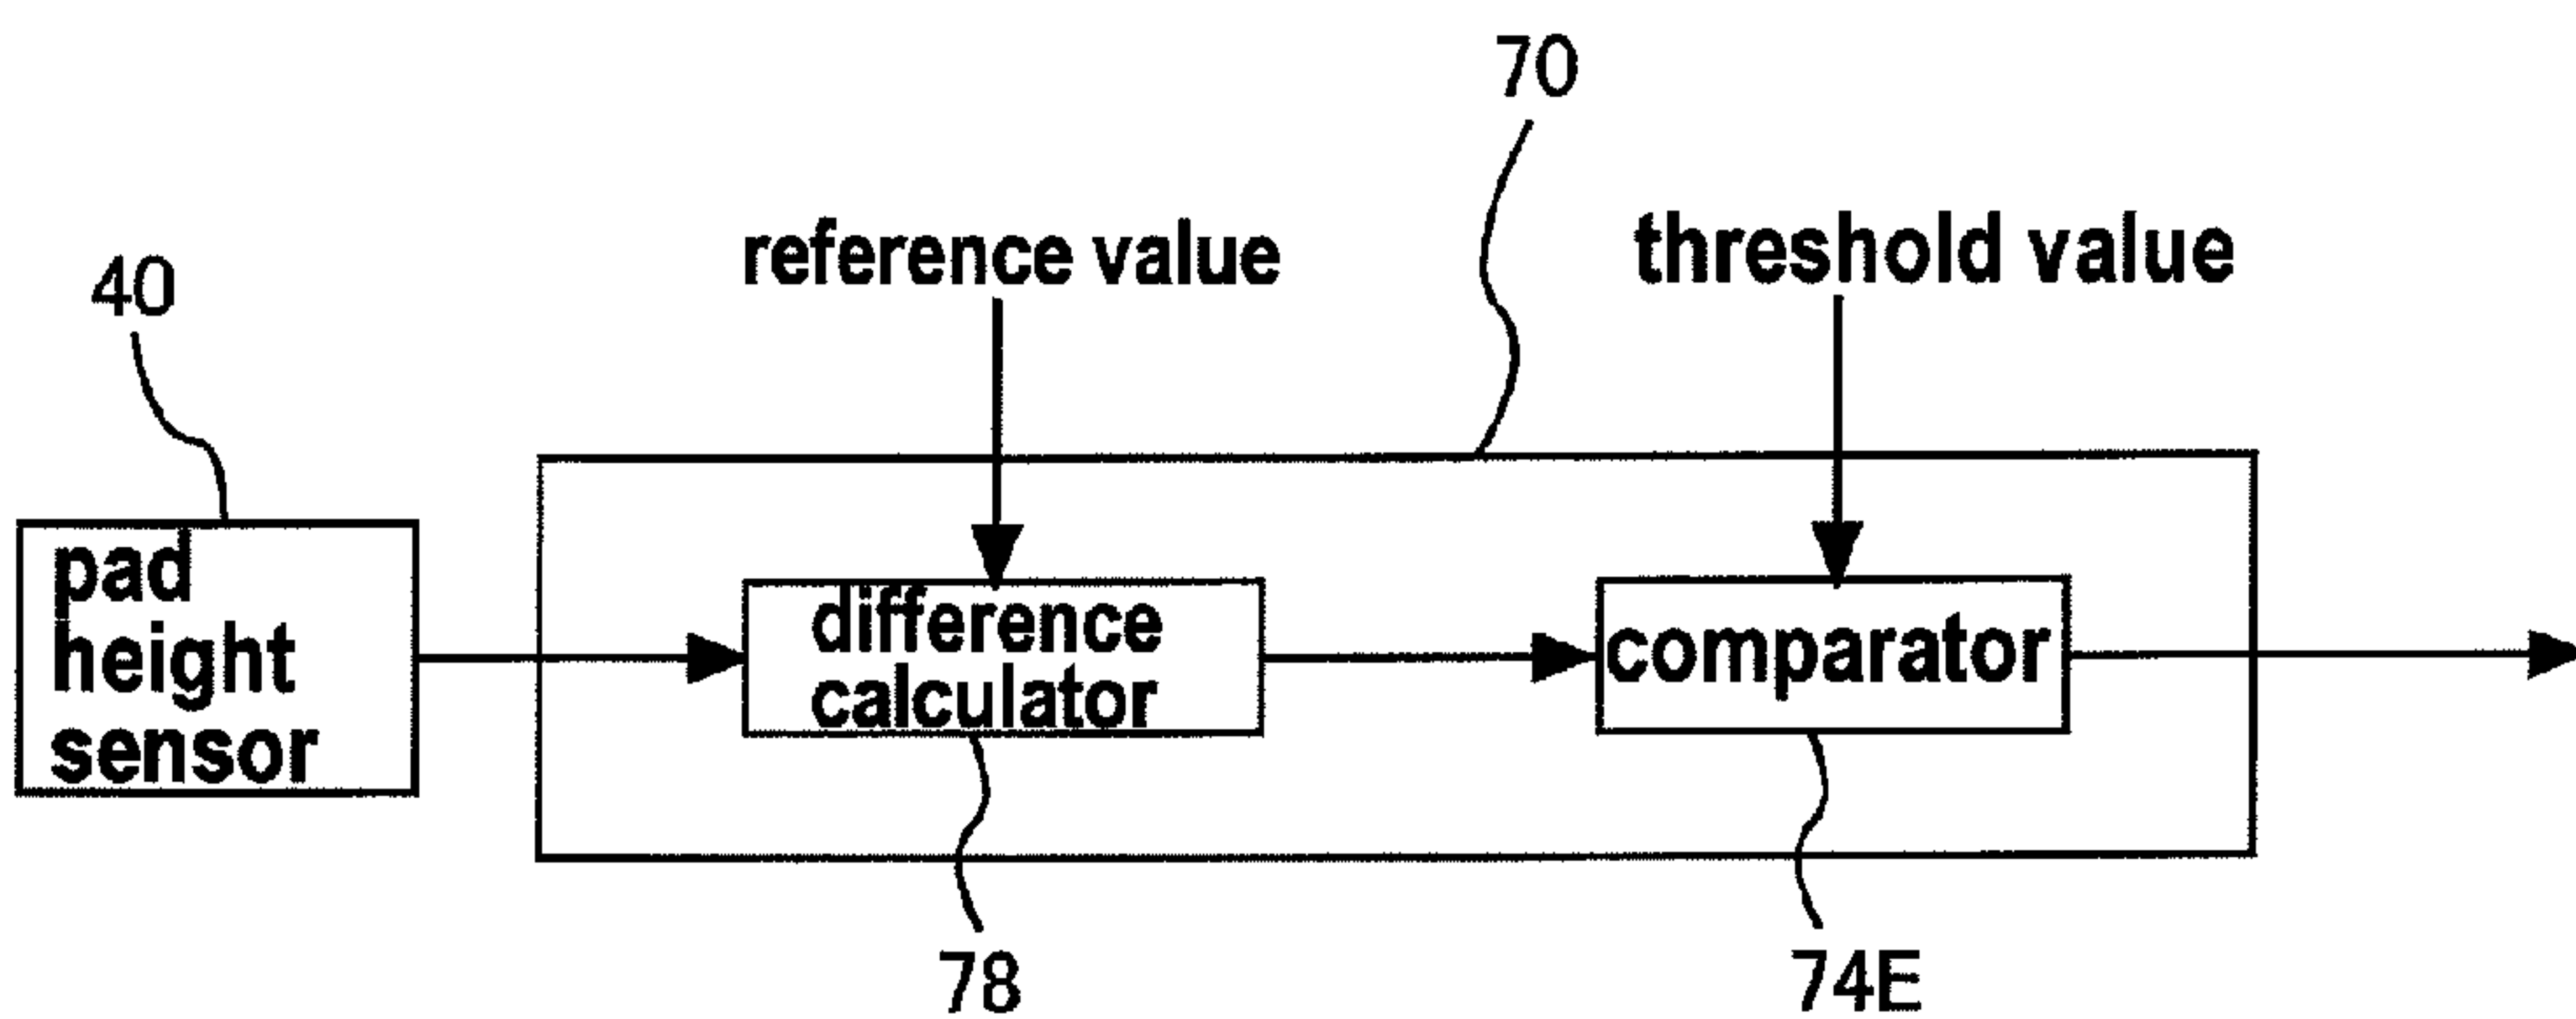 70
reference value
threshold value
40
pad
height
sensor
difference
calculator
comparator
78
74E